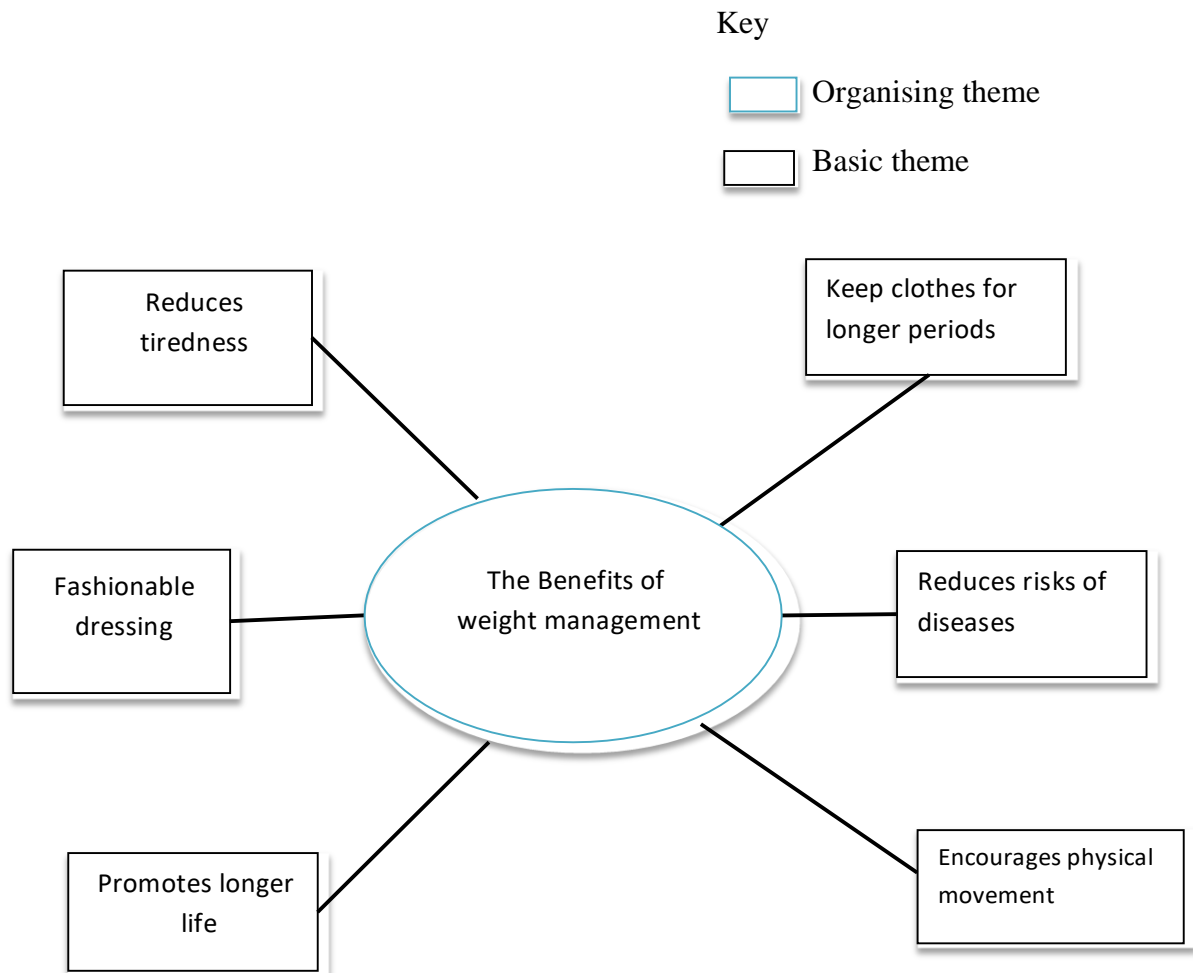 Key
Organising theme
Basic theme
Reduces
tiredness
Keep clothes for
longer periods
Fashionable
dressing
The Benefits of
weight management
Reduces risks of
diseases
Promotes longer
life
Encourages physical
movement